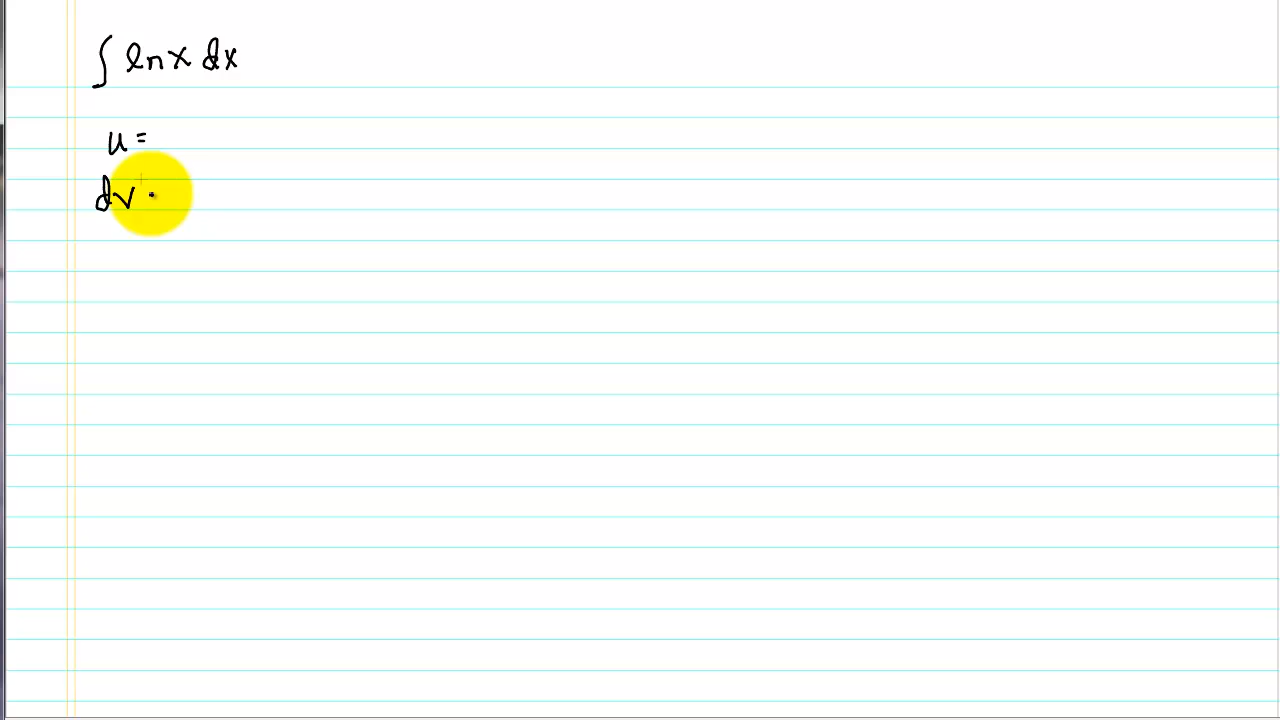 ∫ ln x dx
u =
dv